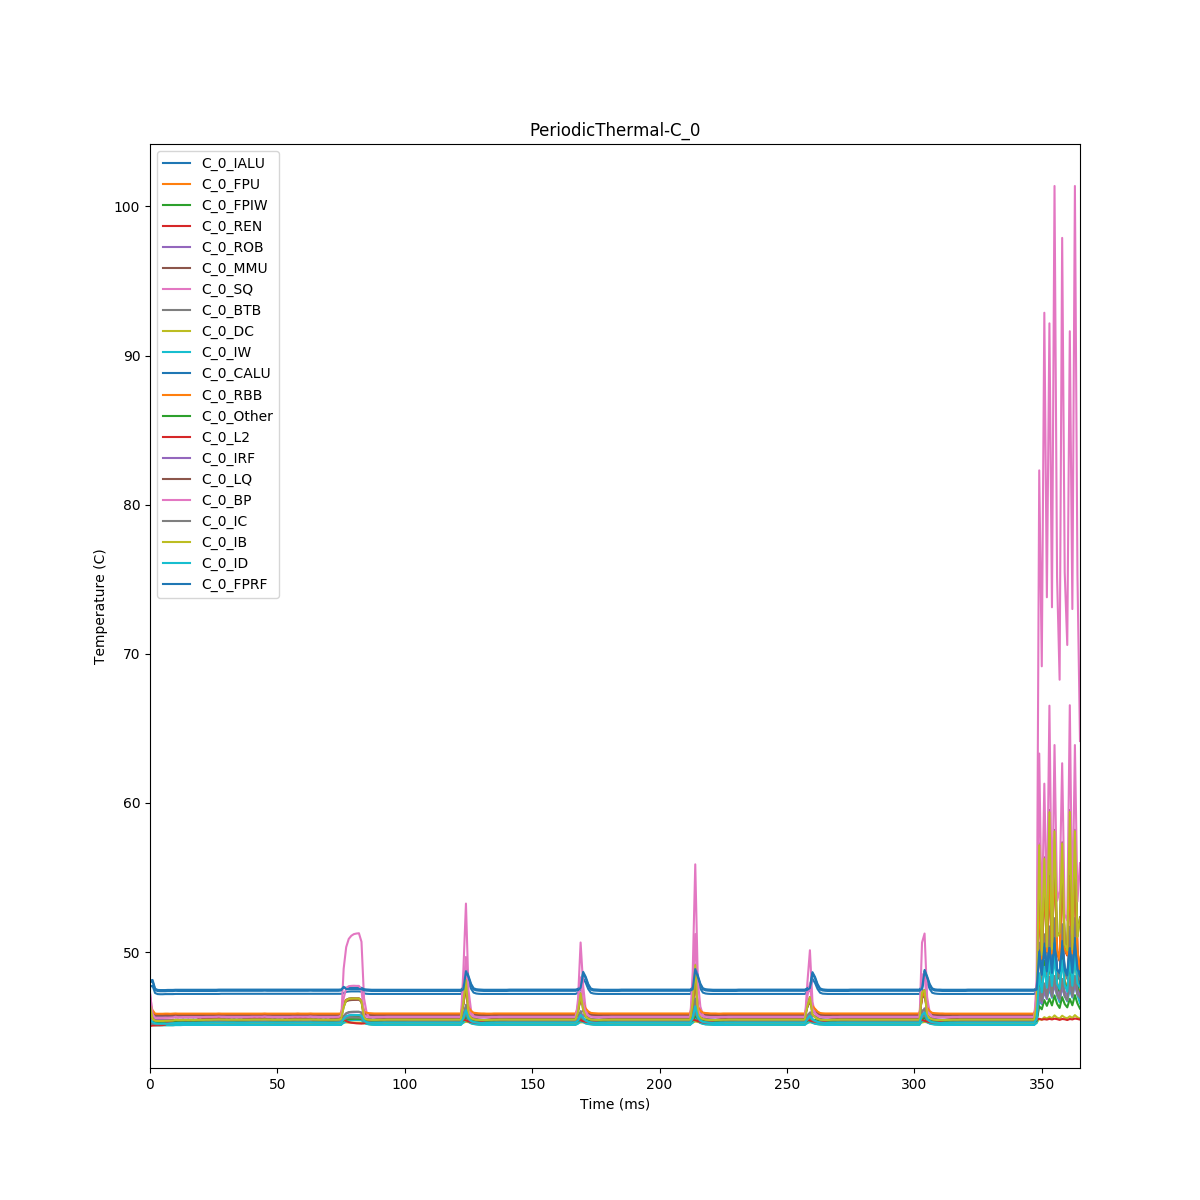 PeriodicThermal-C_0
C_0_IALU
C_0_FPU
C_0_FPIW
C_0_REN
C_0_ROB
C_0_MMU
C_0_SQ
C_0_BTB
C_0_DC
C_0_IW
C_0_CALU
C_0_RBB
C_0_Other
C_0_L2
C_0_IRF
C_0_LQ
C_0_BP
C_0_IC
C_0_IB
C_0_ID
C_0_FPRF
100
90
80
70
60
50
Temperature (C)
0 50 100 150 200 250 300 350
Time (ms)